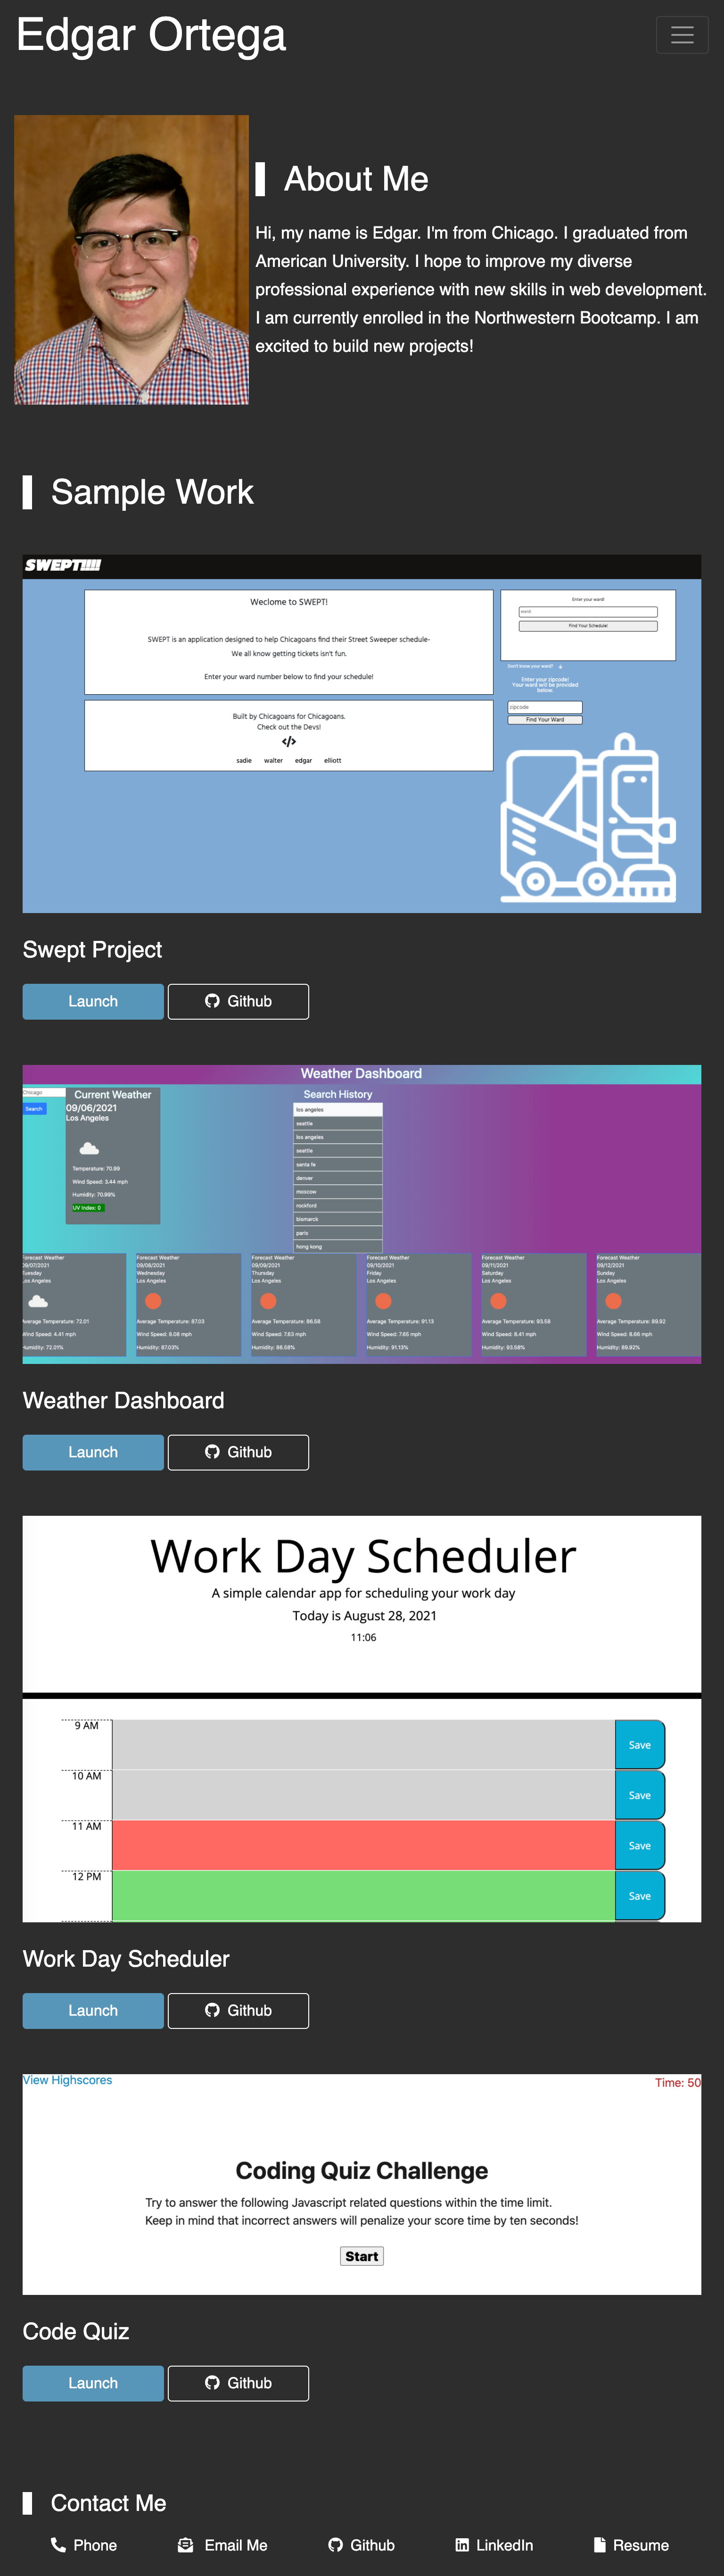 Edgar Ortega
About Me
Hi, my name is Edgar. I'm from Chicago. I graduated from
American University. I hope to improve my diverse
professional experience with new skills in web development.
I am currently enrolled in the Northwestern Bootcamp. I am
excited to build new projects!
Sample Work
SWEPT!!!!
Weclome to SWEPT!
SWEPT is an application designed to help Chicagoans find their Street Sweeper schedule-
We all know getting tickets isn't fun.
Enter your ward number below to find your schedule!
Built by Chicagoans for Chicagoans.
Check out the Devs!
</>
sadie walter edgar elliott
Enter your ward!
ward
Find Your Schedule!
Don't know your ward?
Enter your zipcode!
Your ward will be provided
below.
zipcode
Find Your Ward
Swept Project
Launch Github
Weather Dashboard
Chicago
Search
Current Weather
09/06/2021
Los Angeles
Temperature: 70.99
Wind Speed: 3.44 mph
Humidity: 70.99%
UV Index: 0
Search History
los angeles
seattle
los angeles
seattle
santa fe
denver
moscow
rockford
bismarck
paris
hong kong
Forecast Weather
09/07/2021
Tuesday
Los Angeles
Average Temperature: 72.01
Wind Speed: 4.41 mph
Humidity: 72.01%
Forecast Weather
09/08/2021
Wednesday
Los Angeles
Average Temperature: 87.03
Wind Speed: 8.08 mph
Humidity: 87.03%
Forecast Weather
09/09/2021
Thursday
Los Angeles
Average Temperature: 86.58
Wind Speed: 7.63 mph
Humidity: 86.58%
Forecast Weather
09/10/2021
Friday
Los Angeles
Average Temperature: 91.13
Wind Speed: 7.65 mph
Humidity: 91.13%
Forecast Weather
09/11/2021
Saturday
Los Angeles
Average Temperature: 93.58
Wind Speed: 8.41 mph
Humidity: 93.58%
Forecast Weather
09/12/2021
Sunday
Los Angeles
Average Temperature: 89.92
Wind Speed: 8.66 mph
Humidity: 89.92%
Weather Dashboard
Launch Github
Work Day Scheduler
A simple calendar app for scheduling your work day
Today is August 28, 2021
11:06
9 AM Save
10 AM Save
11 AM Save
12 PM Save
Work Day Scheduler
Launch Github
View Highscores Time: 50
Coding Quiz Challenge
Try to answer the following Javascript related questions within the time limit.
Keep in mind that incorrect answers will penalize your score time by ten seconds!
Start
Code Quiz
Launch Github
Contact Me
Phone Email Me Github LinkedIn Resume